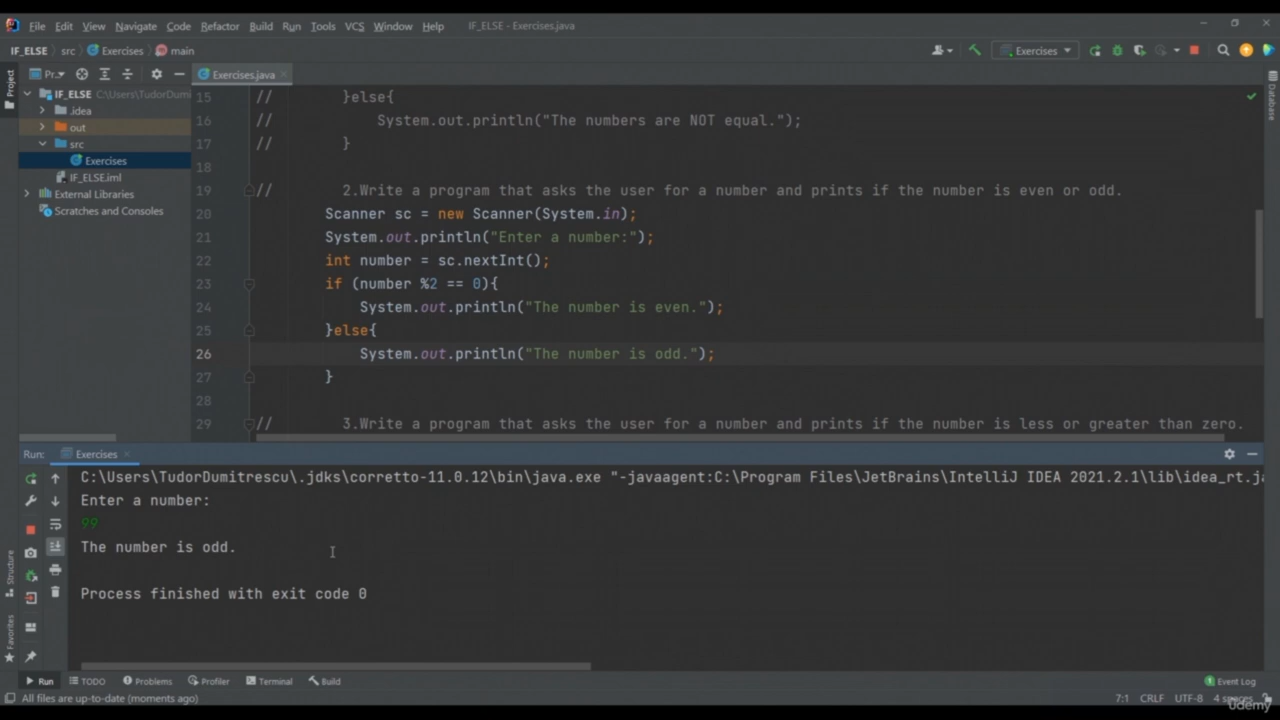 File Edit View Navigate Code Refactor Build Run Tools VCS Window Help IF_ELSE - Exercises.java
IF_ELSE src Exercises main Exercises
Project Pr... Exercises.java Database
IF_ELSE C:\Users\TudorDumi
.idea
out
src
Exercises
IF_ELSE.iml
External Libraries
Scratches and Consoles
15 // }else{
16 // System.out.println("The numbers are NOT equal.");
17 // }
18
19 // 2.Write a program that asks the user for a number and prints if the number is even or odd.
20 Scanner sc = new Scanner(System.in);
21 System.out.println("Enter a number:");
22 int number = sc.nextInt();
23 if (number %2 == 0){
24 System.out.println("The number is even.");
25 }else{
26 System.out.println("The number is odd.");
27 }
28
29 // 3.Write a program that asks the user for a number and prints if the number is less or greater than zero.
Run: Exercises
C:\Users\TudorDumitrescu\.jdks\corretto-11.0.12\bin\java.exe "-javaagent:C:\Program Files\JetBrains\IntelliJ IDEA 2021.2.1\lib\idea_rt.ja
Enter a number:
99
The number is odd.
Process finished with exit code 0
Structure
Favorites
Run TODO Problems Profiler Terminal Build Event Log
All files are up-to-date (moments ago) 7:1 CRLF UTF-8 4 spaces
udemy